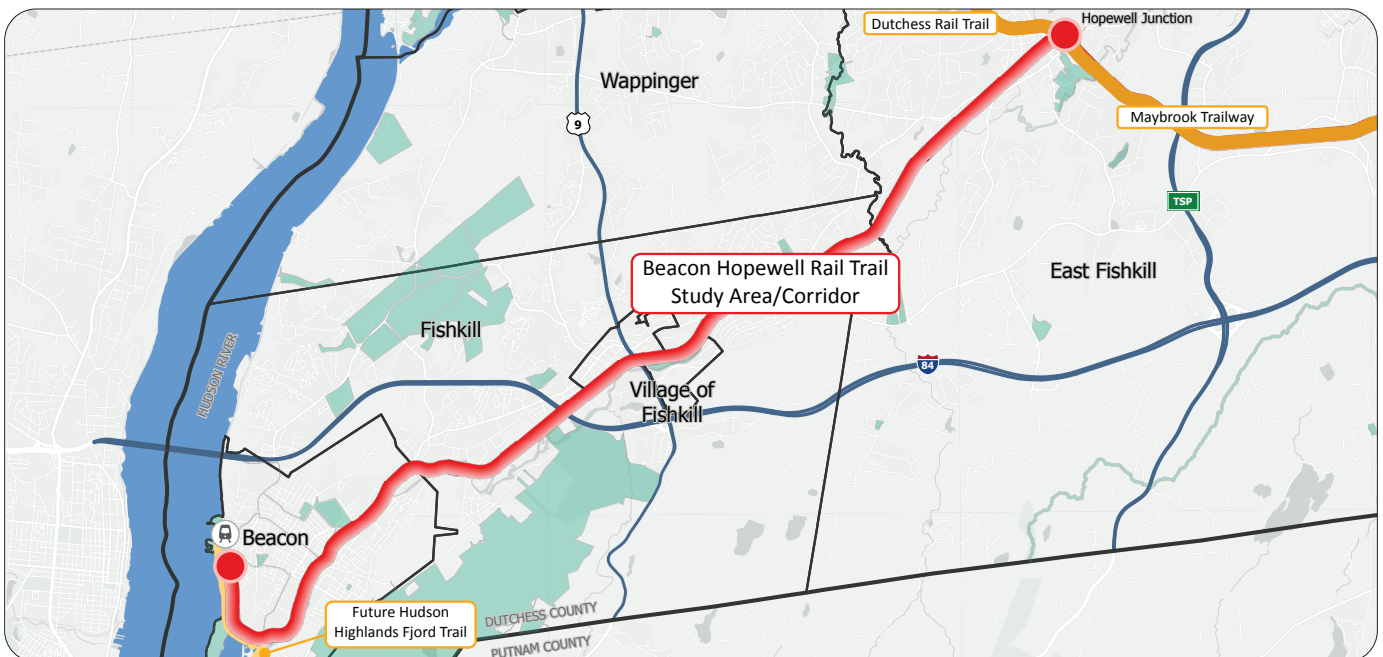 Dutchess Rail Trail
Hopewell Junction
Wappinger
Maybrook Trailway
9
TSP
Beacon Hopewell Rail Trail
Study Area/Corridor
East Fishkill
Fishkill
HUDSON RIVER
84
Village of
Fishkill
Beacon
Future Hudson
Highlands Fjord Trail
DUTCHESS COUNTY
PUTNAM COUNTY